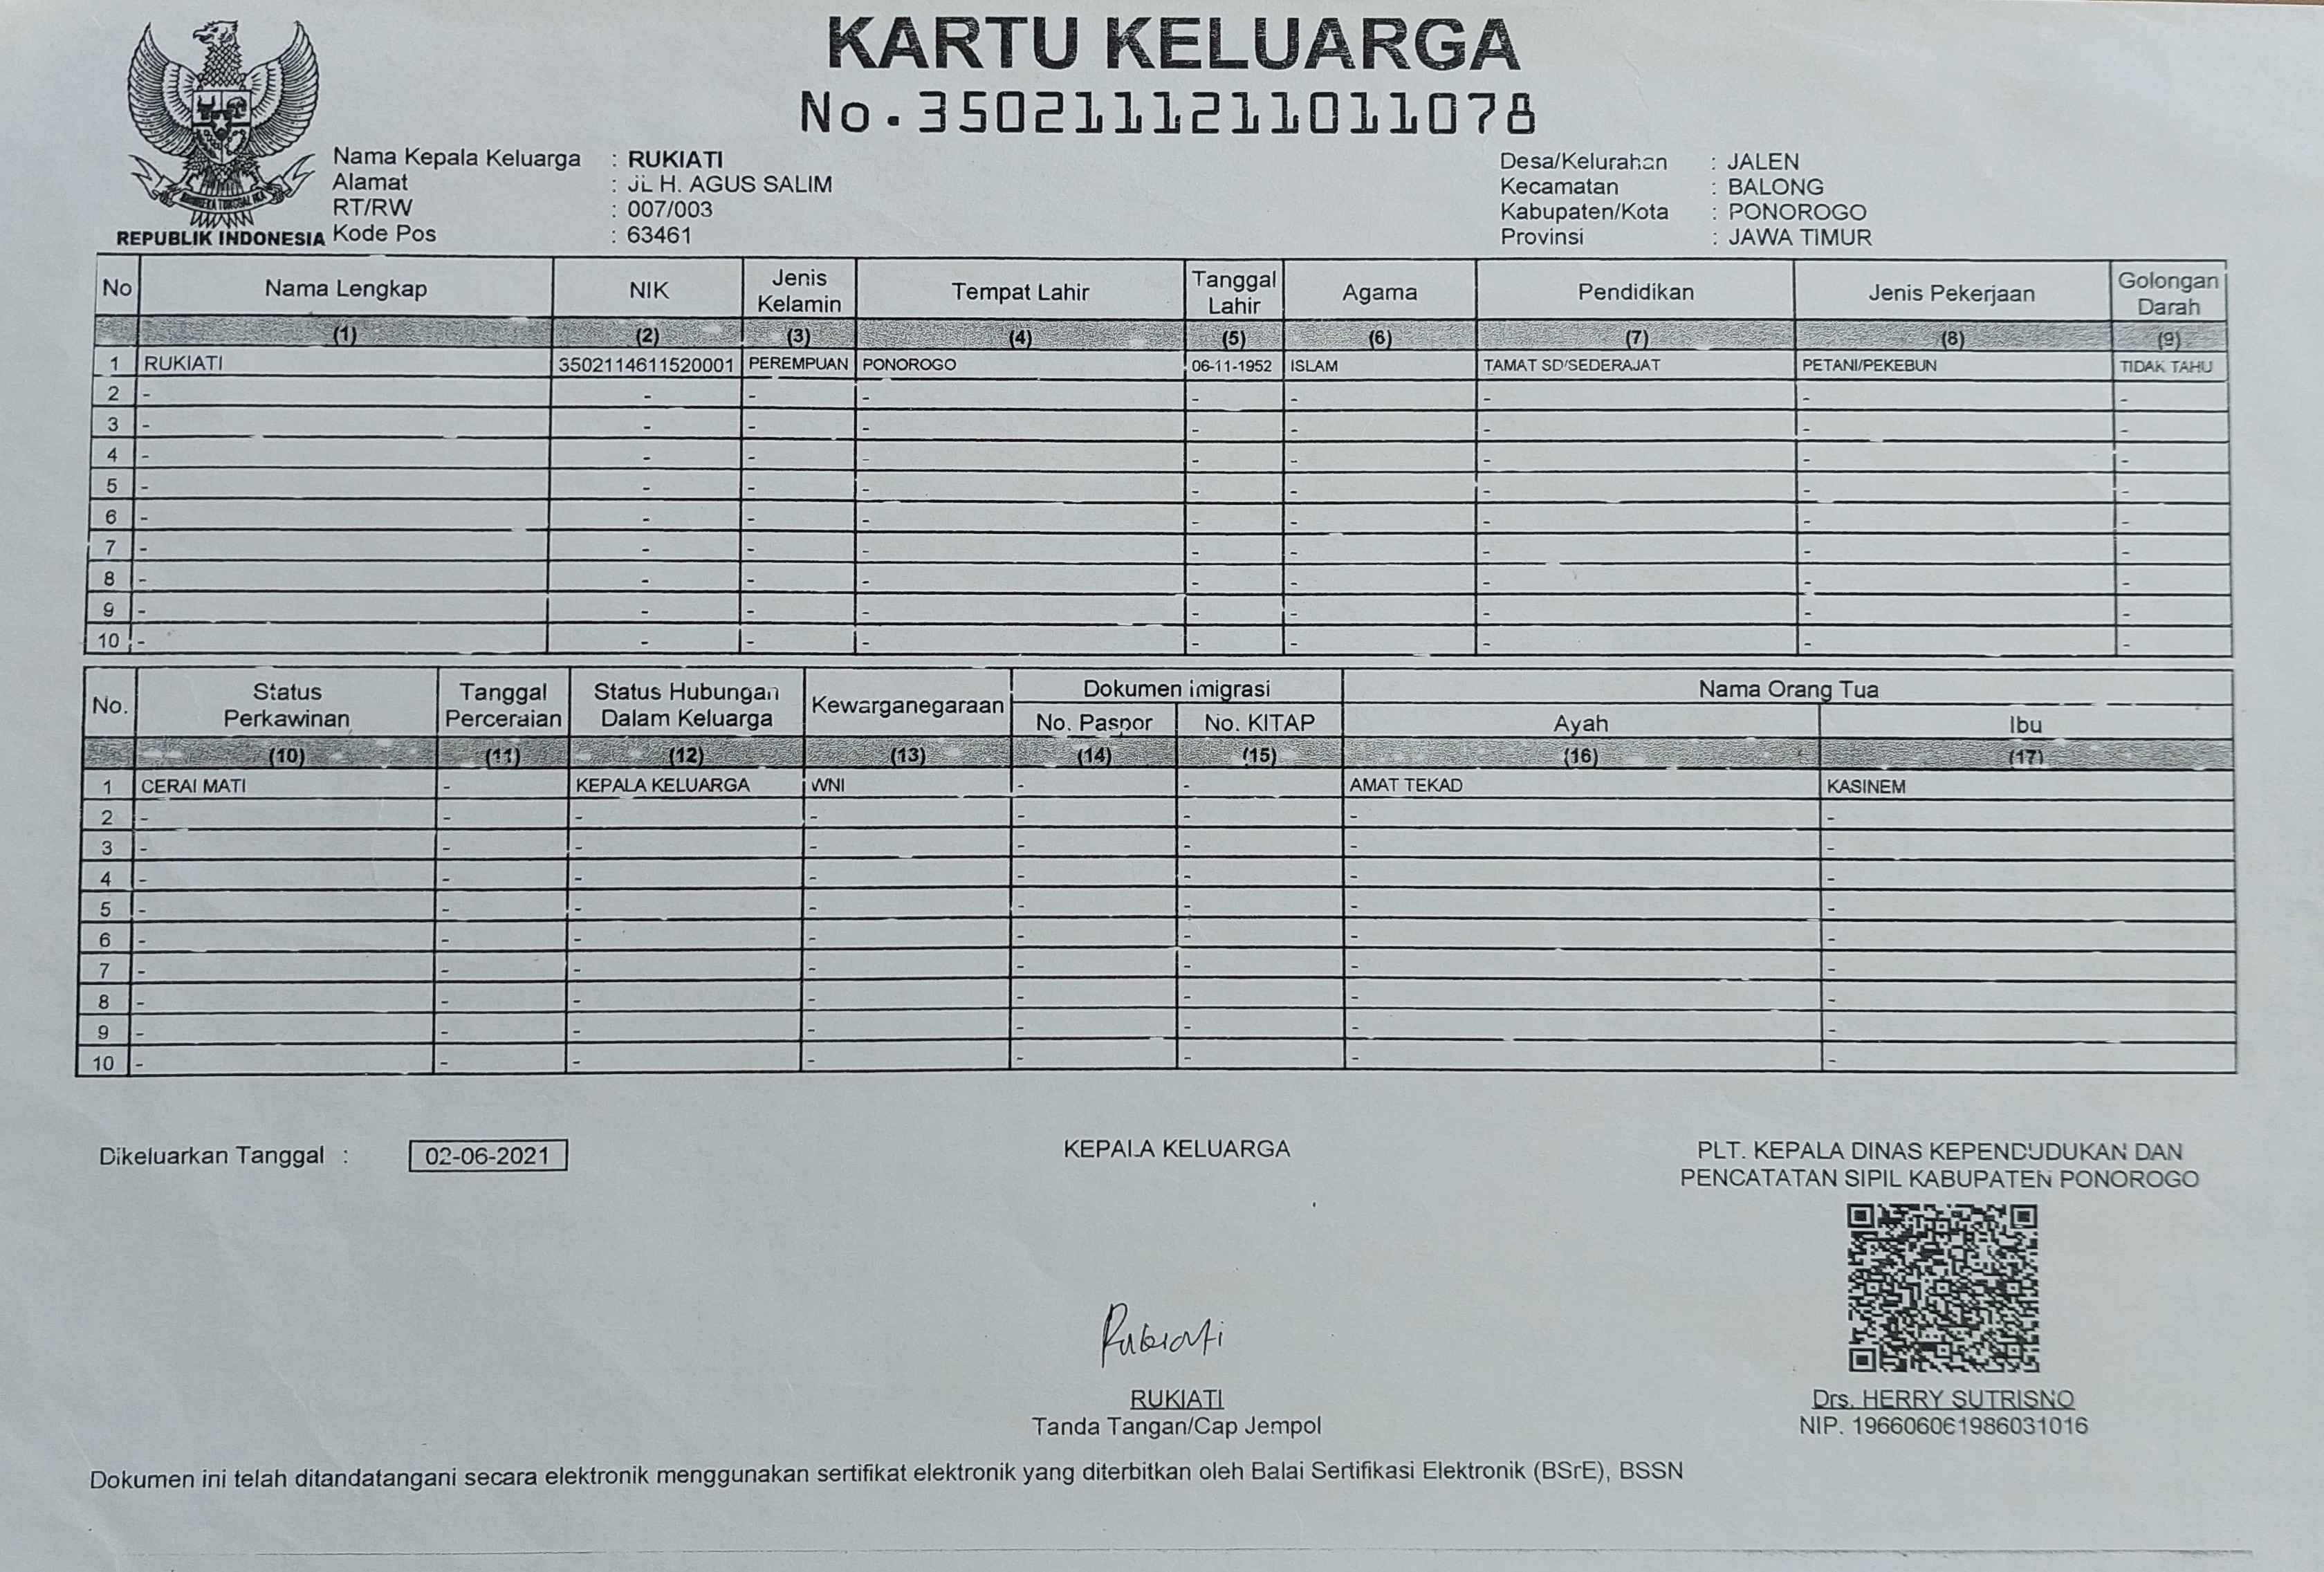 KARTU KELUARGA
No.3502111211011078
Nama Kepala Keluarga : RUKIATI
Alamat : JL H. AGUS SALIM
RT/RW : 007/003
Kode Pos : 63461
REPUBLIK INDONESIA
Desa/Kelurahan : JALEN
Kecamatan : BALONG
Kabupaten/Kota : PONOROGO
Provinsi : JAWA TIMUR
No Nama Lengkap NIK Jenis Kelamin Tempat Lahir Tanggal Lahir Agama Pendidikan Jenis Pekerjaan Golongan Darah
(1) (2) (3) (4) (5) (6) (7) (8) (9)
1 RUKIATI 3502114611520001 PEREMPUAN PONOROGO 06-11-1952 ISLAM TAMAT SD/SEDERAJAT PETANI/PEKEBUN TIDAK TAHU
2 - - - - - - - - -
3 - - - - - - - - -
4 - - - - - - - - -
5 - - - - - - - - -
6 - - - - - - - - -
7 - - - - - - - - -
8 - - - - - - - - -
9 - - - - - - - - -
10 - - - - - - - - -
No. Status Perkawinan Tanggal Perceraian Status Hubungan Dalam Keluarga Kewarganegaraan Dokumen imigrasi Nama Orang Tua
No. Paspor No. KITAP Ayah Ibu
(10) (11) (12) (13) (14) (15) (16) (17)
1 CERAI MATI - KEPALA KELUARGA WNI - - AMAT TEKAD KASINEM
2 - - - - - - - -
3 - - - - - - - -
4 - - - - - - - -
5 - - - - - - - -
6 - - - - - - - -
7 - - - - - - - -
8 - - - - - - - -
9 - - - - - - - -
10 - - - - - - - -
Dikeluarkan Tanggal : 02-06-2021
KEPALA KELUARGA
Rukiati
RUKIATI
Tanda Tangan/Cap Jempol
PLT. KEPALA DINAS KEPENDUDUKAN DAN
PENCATATAN SIPIL KABUPATEN PONOROGO
Drs. HERRY SUTRISNO
NIP. 196606061986031016
Dokumen ini telah ditandatangani secara elektronik menggunakan sertifikat elektronik yang diterbitkan oleh Balai Sertifikasi Elektronik (BSrE), BSSN